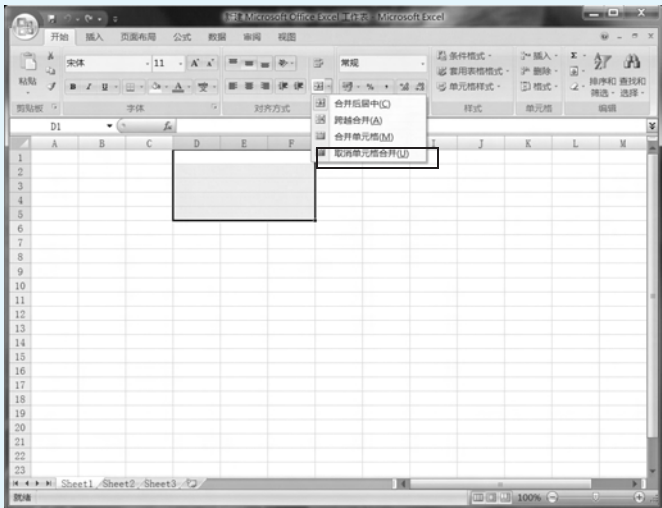 新建 Microsoft Office Excel 工作表 - Microsoft Excel
开始 插入 页面布局 公式 数据 审阅 视图
宋体 11 A A 常规 条件格式 插入 Σ
粘贴 B I U A 套用表格格式 删除 排序和筛选 查找和选择
% 单元格样式 格式
剪贴板 字体 对齐方式 样式 单元格 编辑
合并后居中(C)
跨越合并(A)
合并单元格(M)
取消单元格合并(U)
D1 fx
A B C D E F I J K L M
1
2
3
4
5
6
7
8
9
10
11
12
13
14
15
16
17
18
19
20
21
22
23
Sheet1 Sheet2 Sheet3
就绪 100%